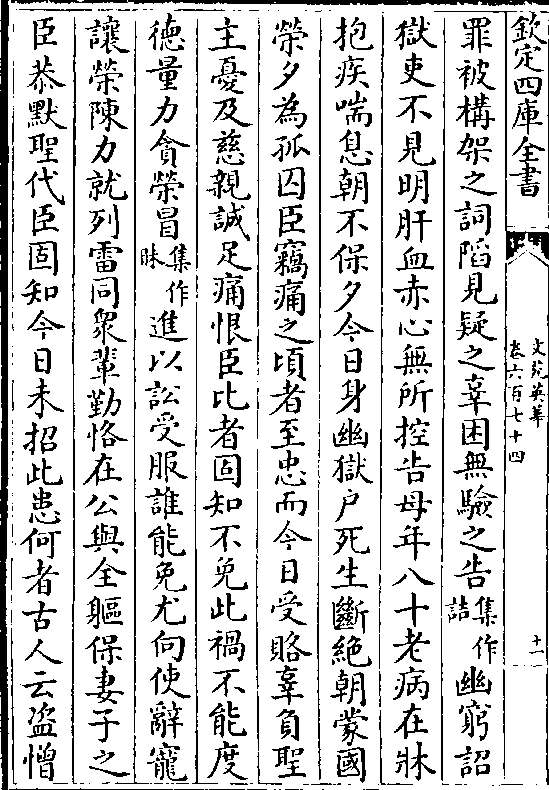 欽定四庫全書
文苑英華
卷六百七十四
十一
罪被構架之詞陷見疑之辜困無驗之告集作詰幽窮詔
獄吏不見明肝血赤心無所控告母年八十老病在牀
抱疾喘息朝不保夕今日身幽獄户死生斷絶朝蒙國
榮夕為孤囚臣竊痛之頃者至忠而今日受賂辜負聖
主憂及慈親誠足痛恨臣比者固知不免此禍不能度
徳量力貪榮冒集作昧進以訟受服誰能免尤向使辭寵
讓榮陳力就列雷同衆輩勤恪在公與全軀保妻子之
臣恭默聖代臣固知今日未招此患何者古人云盗憎